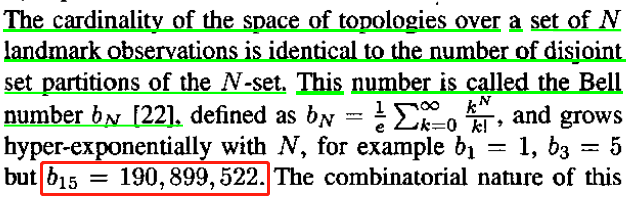 The cardinality of the space of topologies over a set of N
landmark observations is identical to the number of disjoint
set partitions of the N-set. This number is called the Bell
number b_N [22], defined as b_N = \frac{1}{e} \sum_{k=0}^{\infty} \frac{k^N}{k!}, and grows
hyper-exponentially with N, for example b_1 = 1, b_3 = 5
but b_{15} = 190, 899, 522. The combinatorial nature of this